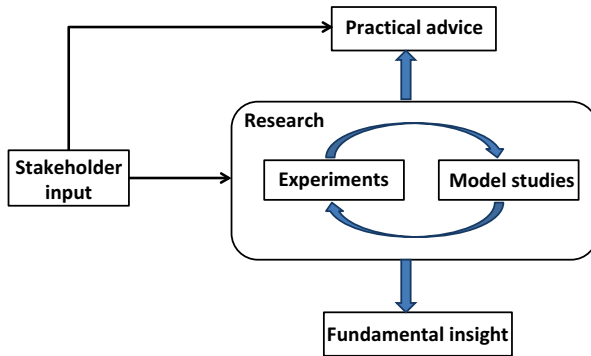 Practical advice
Research
Stakeholder
input
Experiments
Model studies
Fundamental insight